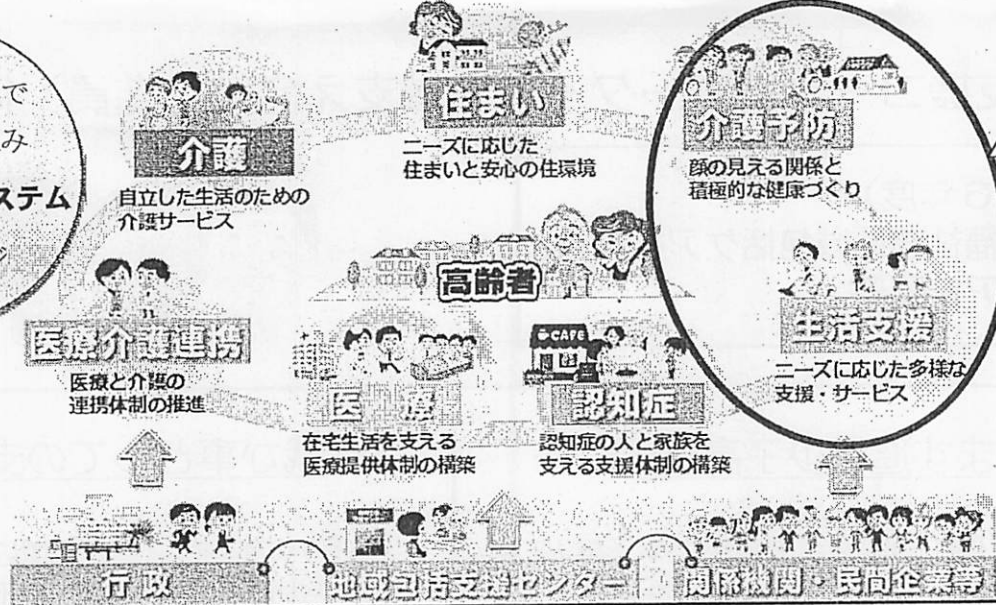 で
み
ステム
住まい
ニーズに応じた
住まいと安心の住環境
介護
自立した生活のための
介護サービス
介護予防
顔の見える関係と
積極的な健康づくり
高齢者
医療介護連携
医療と介護の
連携体制の推進
医療
在宅生活を支える
医療提供体制の構築
CAFE
認知症
認知症の人と家族を
支える支援体制の構築
生活支援
ニーズに応じた多様な
支援・サービス
行政
地域包括支援センター
関係機関・民間企業等